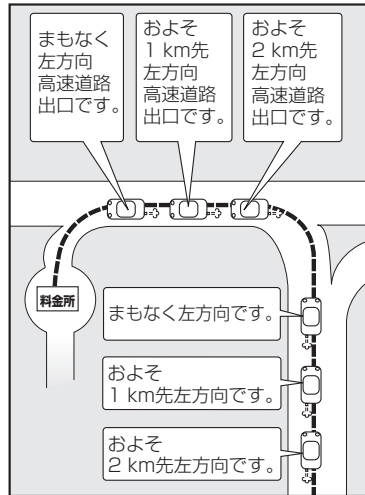 まもなく
左方向
高速道路
出口です。
およそ
1 km先
左方向
高速道路
出口です。
およそ
2 km先
左方向
高速道路
出口です。
料金所
まもなく左方向です。
およそ
1 km先左方向です。
およそ
2 km先左方向です。